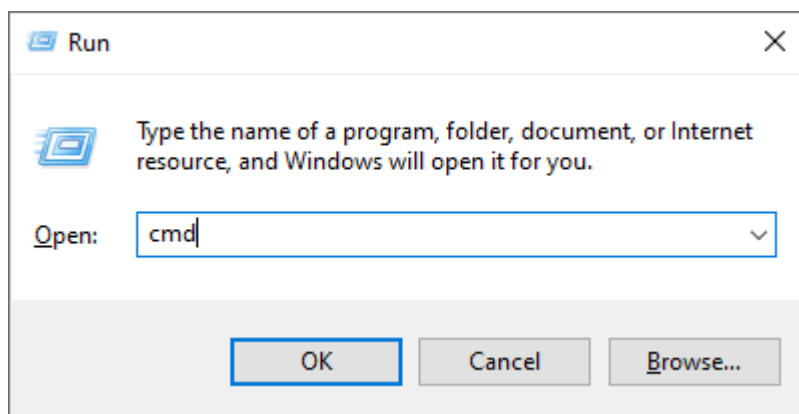 Run
Type the name of a program, folder, document, or Internet
resource, and Windows will open it for you.
Open: cmd
OK Cancel Browse...